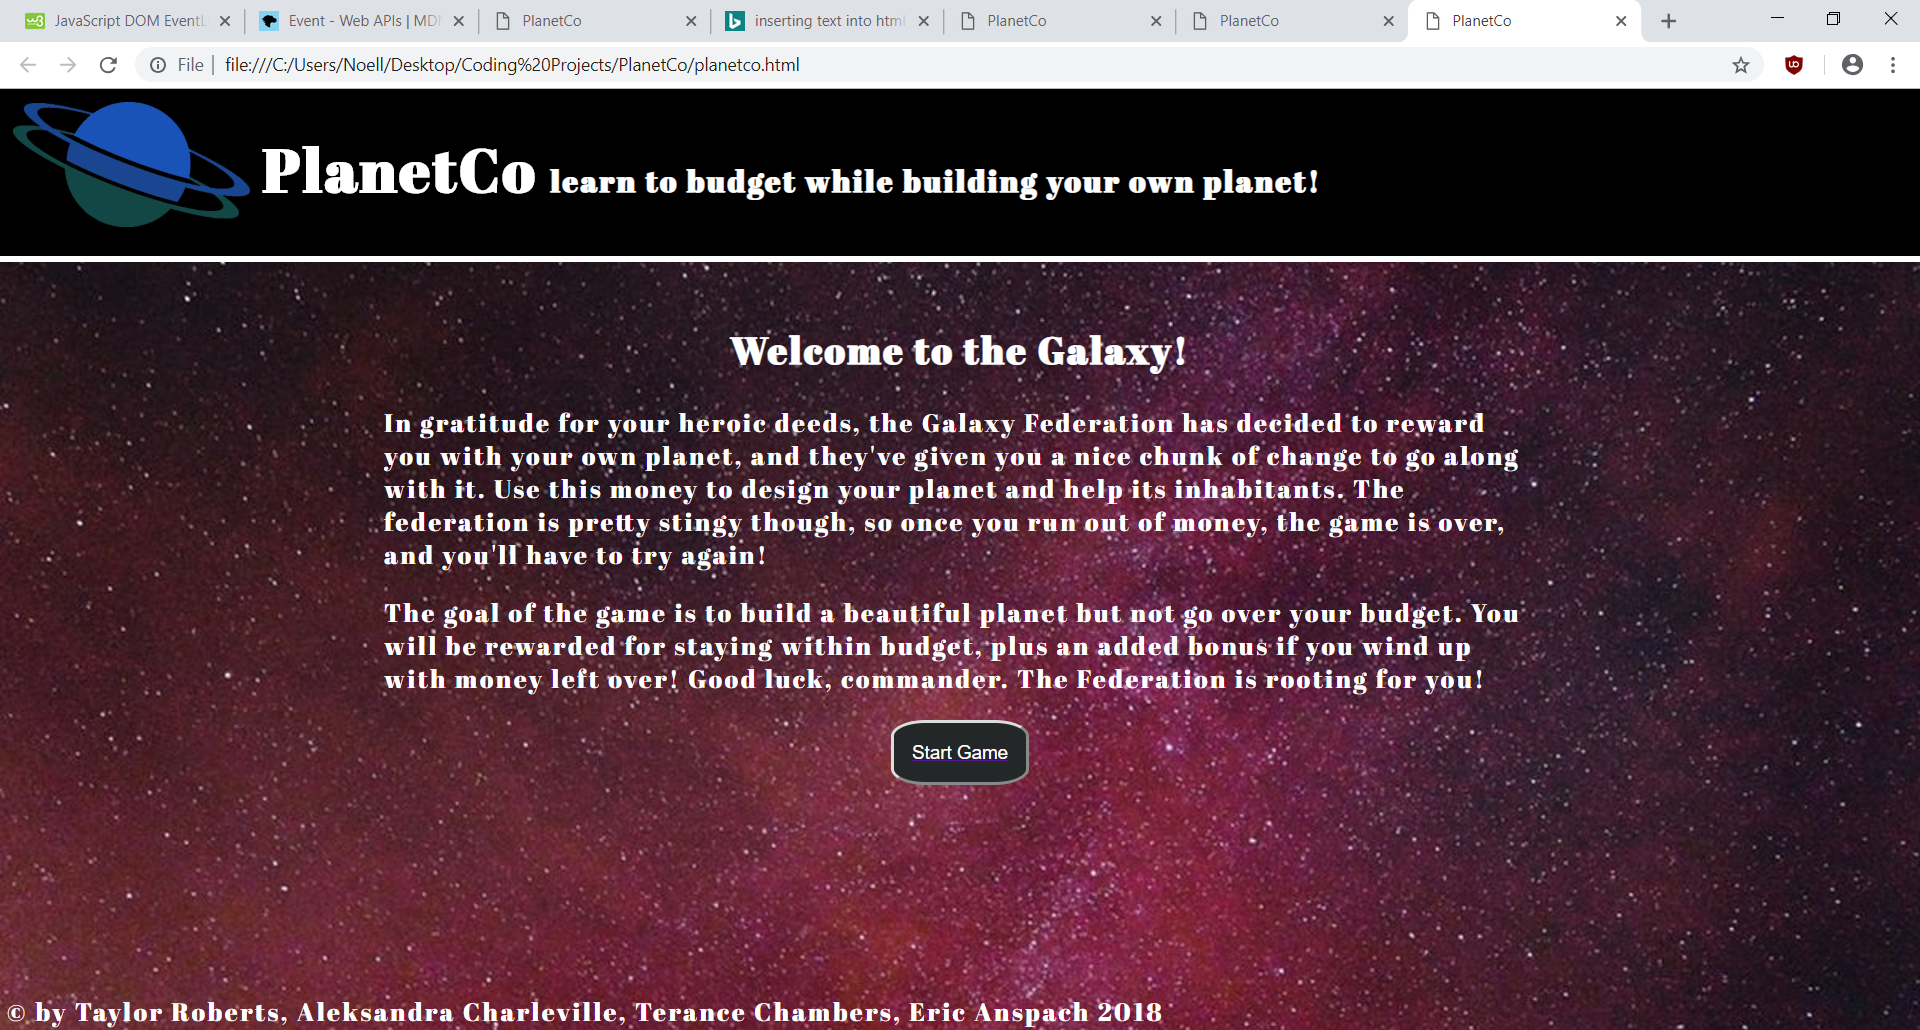 JavaScript DOM EventL
Event - Web APIs | MDN
PlanetCo
inserting text into html
PlanetCo
PlanetCo
PlanetCo
File
file:///C:/Users/Noell/Desktop/Coding%20Projects/PlanetCo/planetco.html
PlanetCo learn to budget while building your own planet!
Welcome to the Galaxy!
In gratitude for your heroic deeds, the Galaxy Federation has decided to reward
you with your own planet, and they've given you a nice chunk of change to go along
with it. Use this money to design your planet and help its inhabitants. The
federation is pretty stingy though, so once you run out of money, the game is over,
and you'll have to try again!
The goal of the game is to build a beautiful planet but not go over your budget. You
will be rewarded for staying within budget, plus an added bonus if you wind up
with money left over! Good luck, commander. The Federation is rooting for you!
Start Game
© by Taylor Roberts, Aleksandra Charleville, Terance Chambers, Eric Anspach 2018